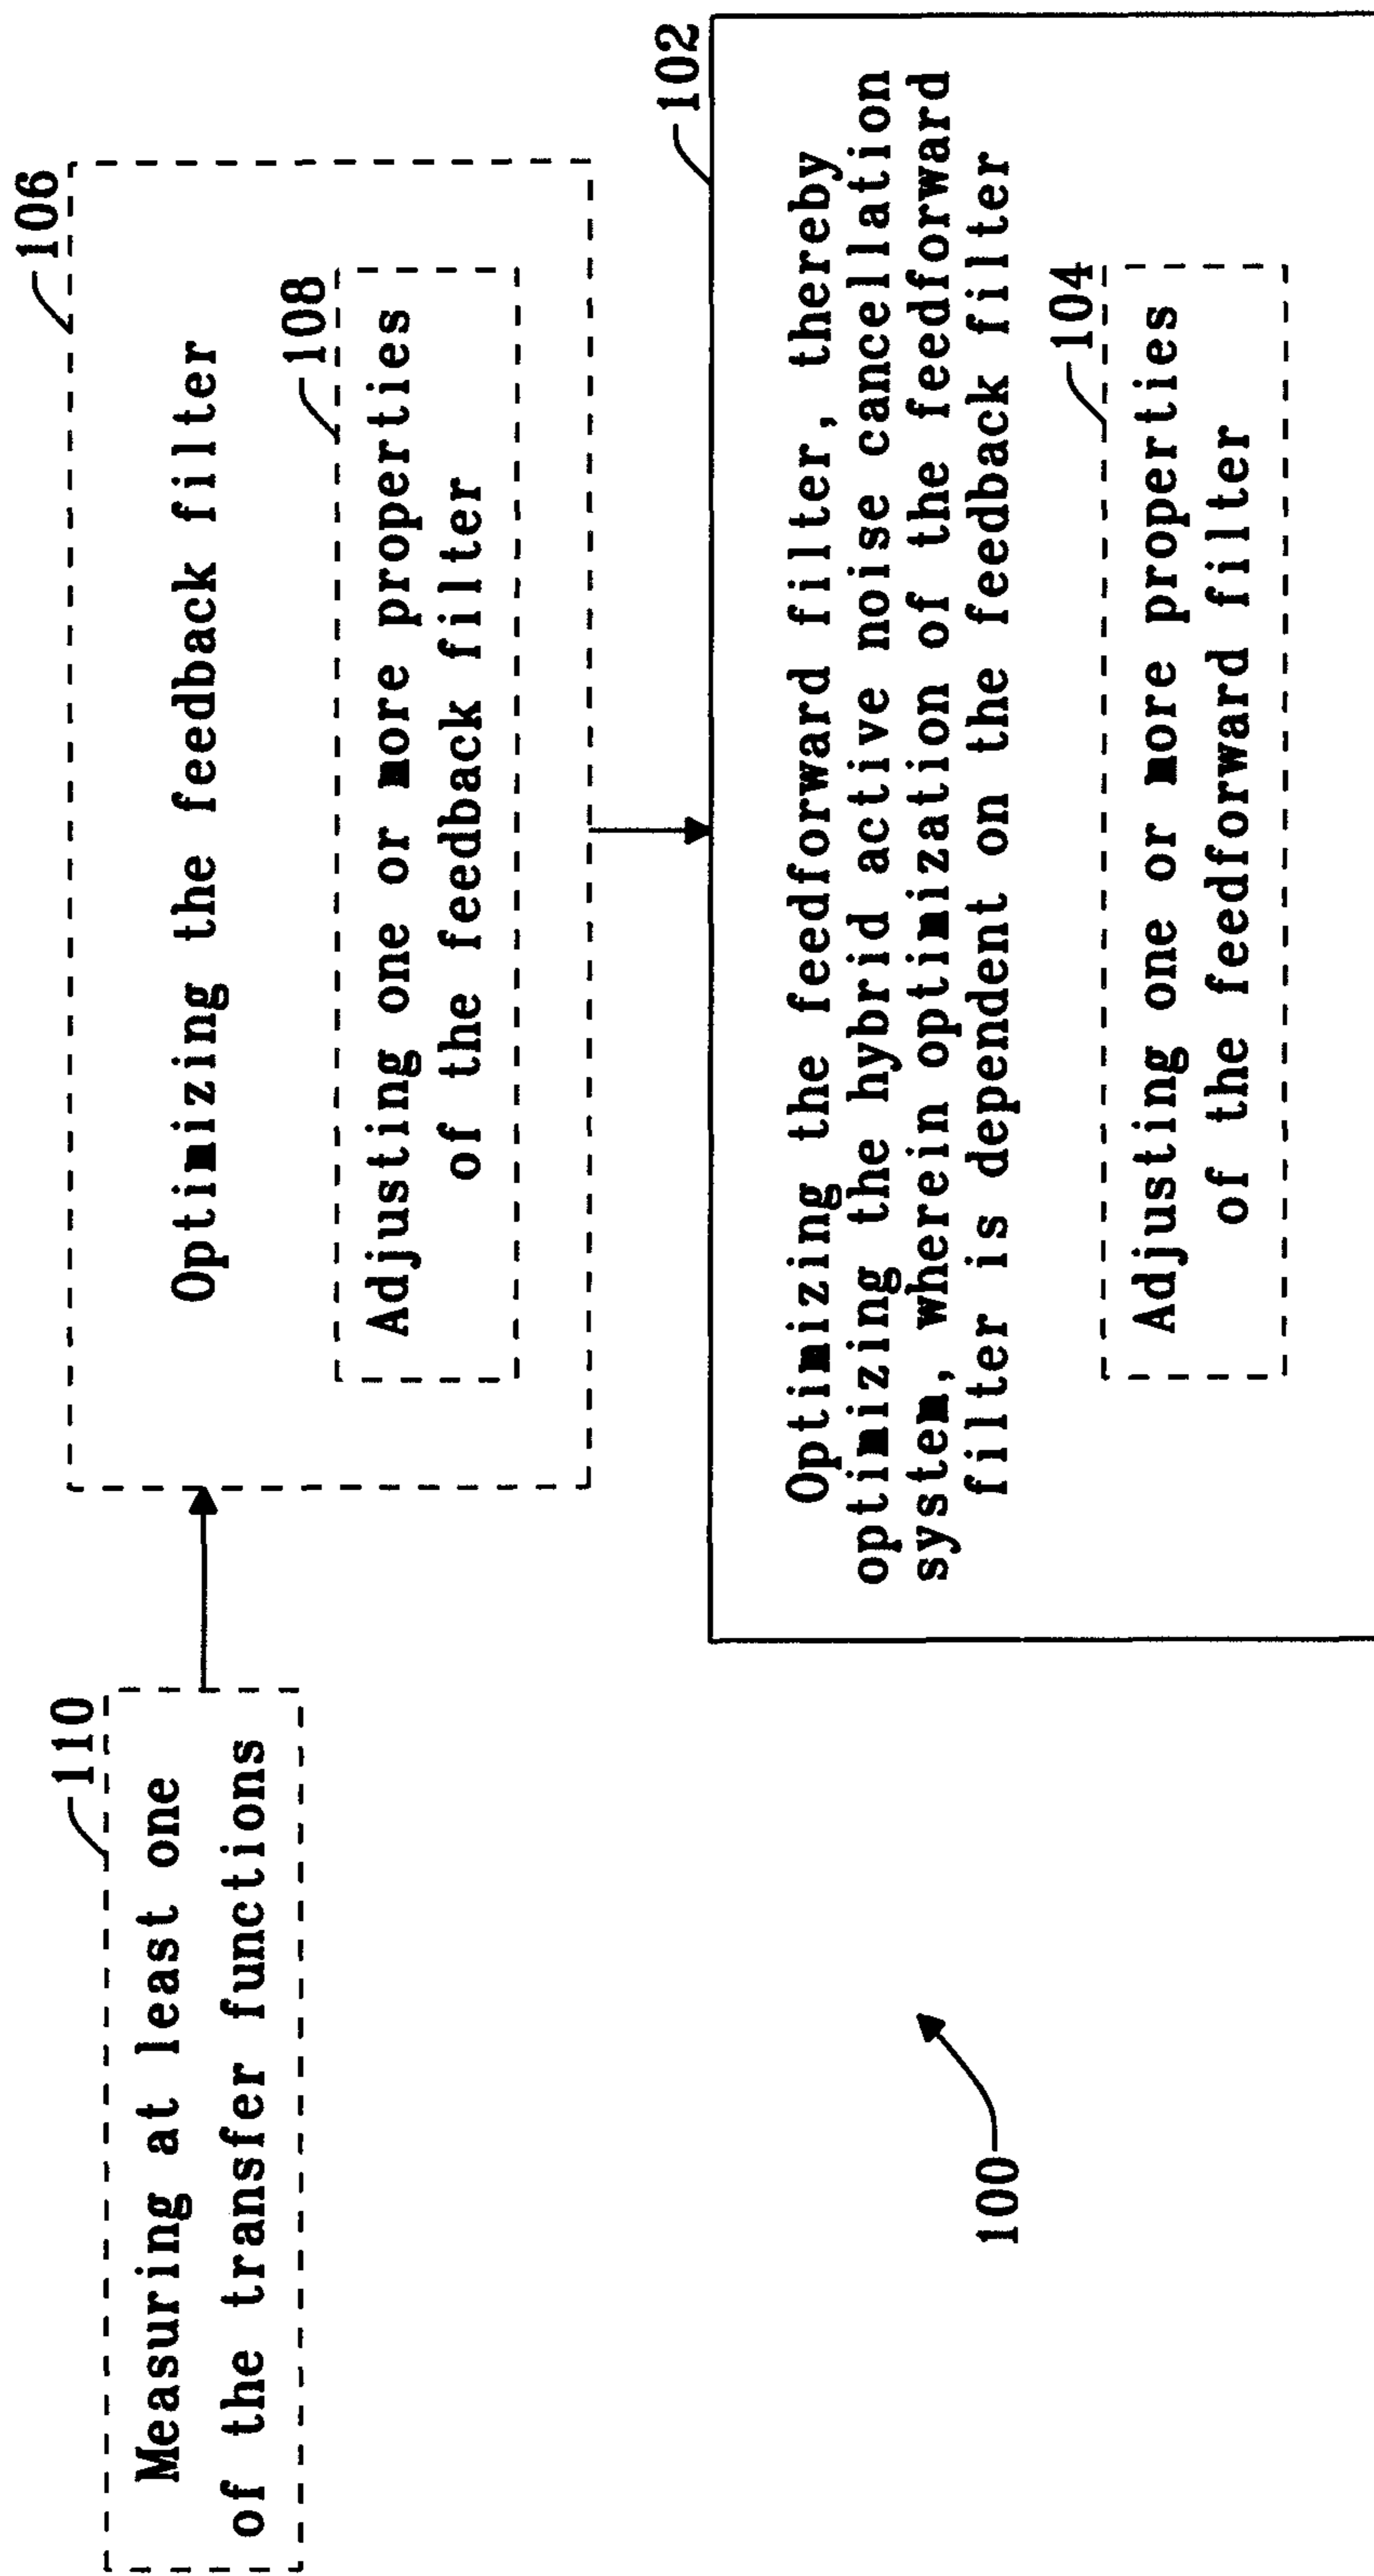 110
Measuring at least one
of the transfer functions
106
Optimizing the feedback filter
108
Adjusting one or more properties
of the feedback filter
102
Optimizing the feedforward filter, thereby
optimizing the hybrid active noise cancellation
system, wherein optimization of the feedforward
filter is dependent on the feedback filter
104
Adjusting one or more properties
of the feedforward filter
100